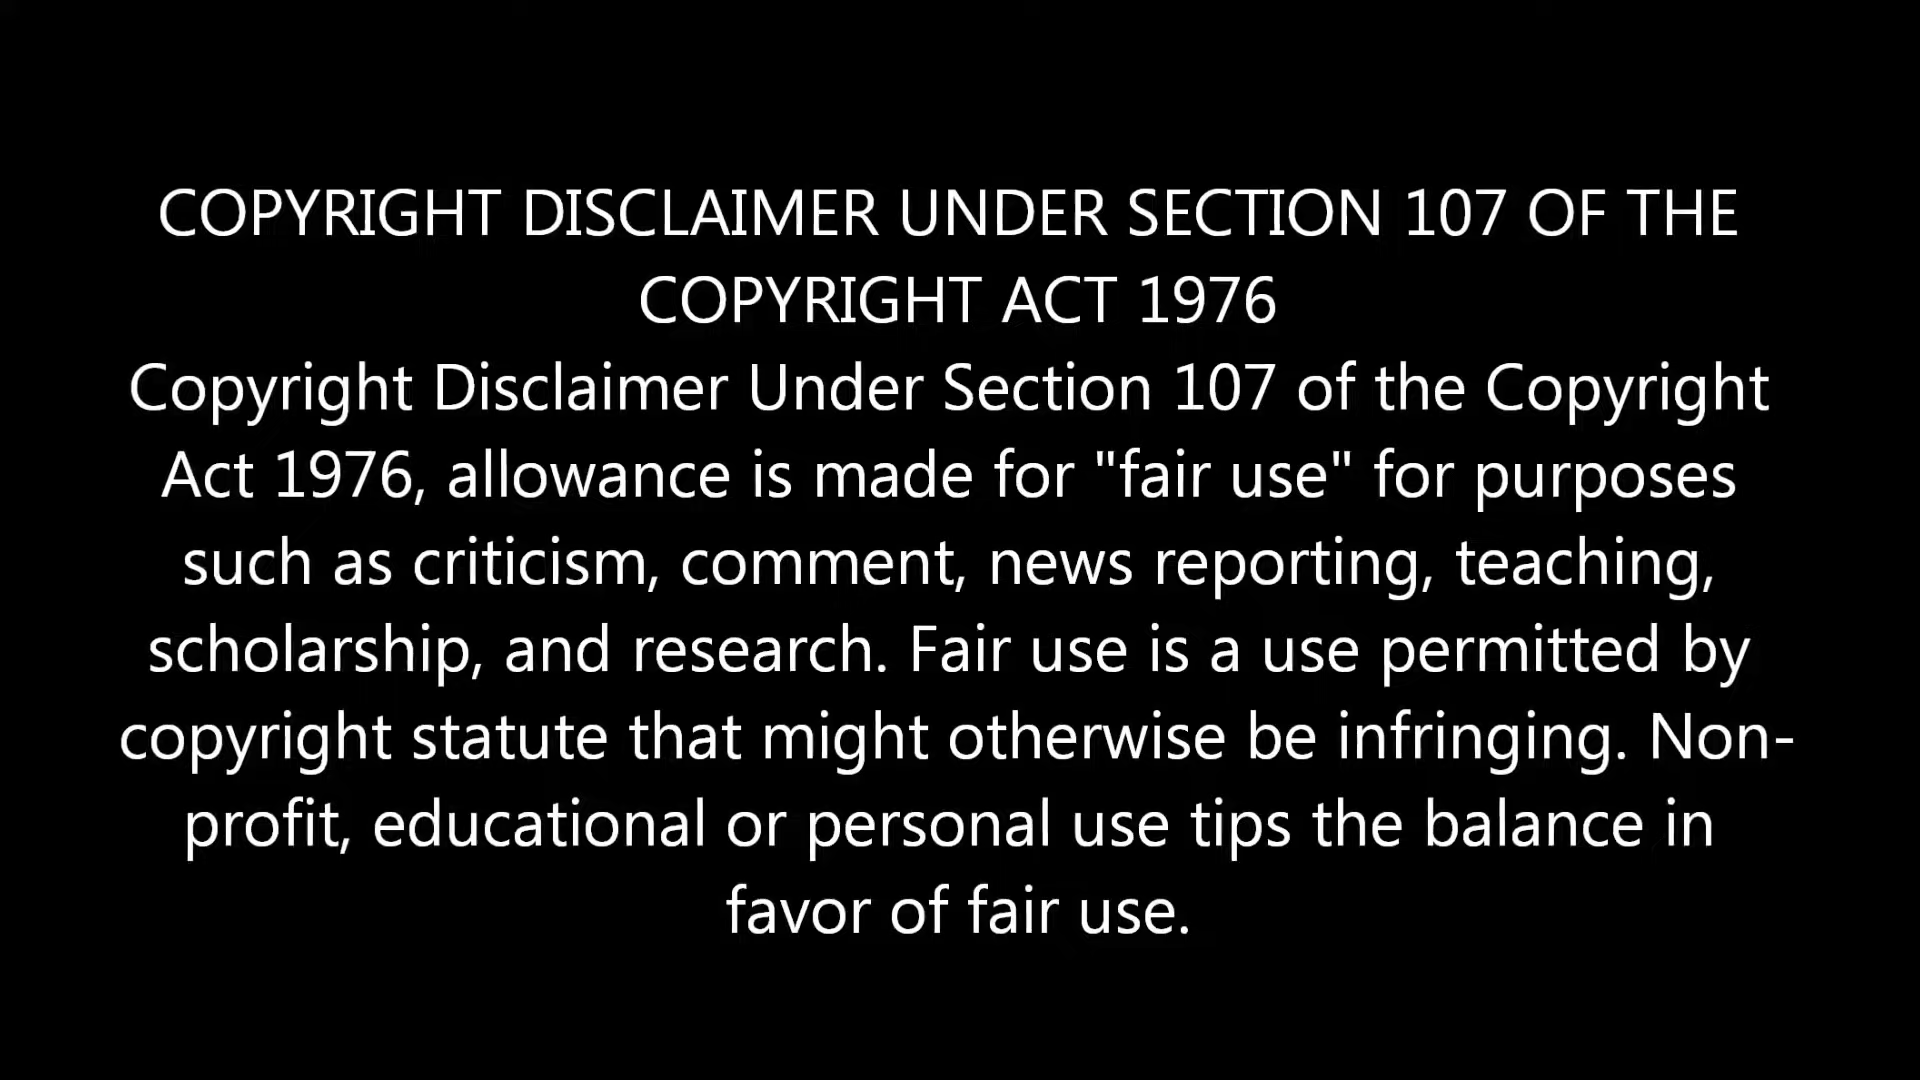 COPYRIGHT DISCLAIMER UNDER SECTION 107 OF THE
COPYRIGHT ACT 1976
Copyright Disclaimer Under Section 107 of the Copyright
Act 1976, allowance is made for "fair use" for purposes
such as criticism, comment, news reporting, teaching,
scholarship, and research. Fair use is a use permitted by
copyright statute that might otherwise be infringing. Non-
profit, educational or personal use tips the balance in
favor of fair use.